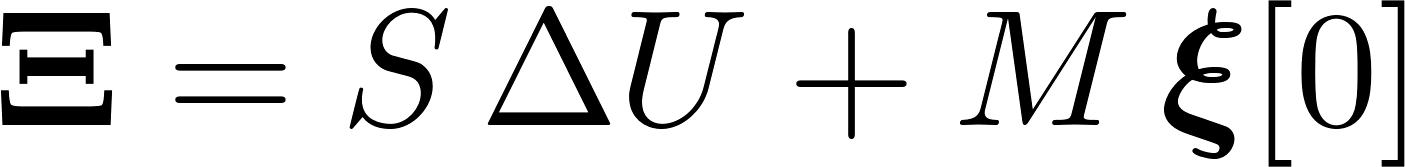 Ξ = S ΔU + M ξ[0]